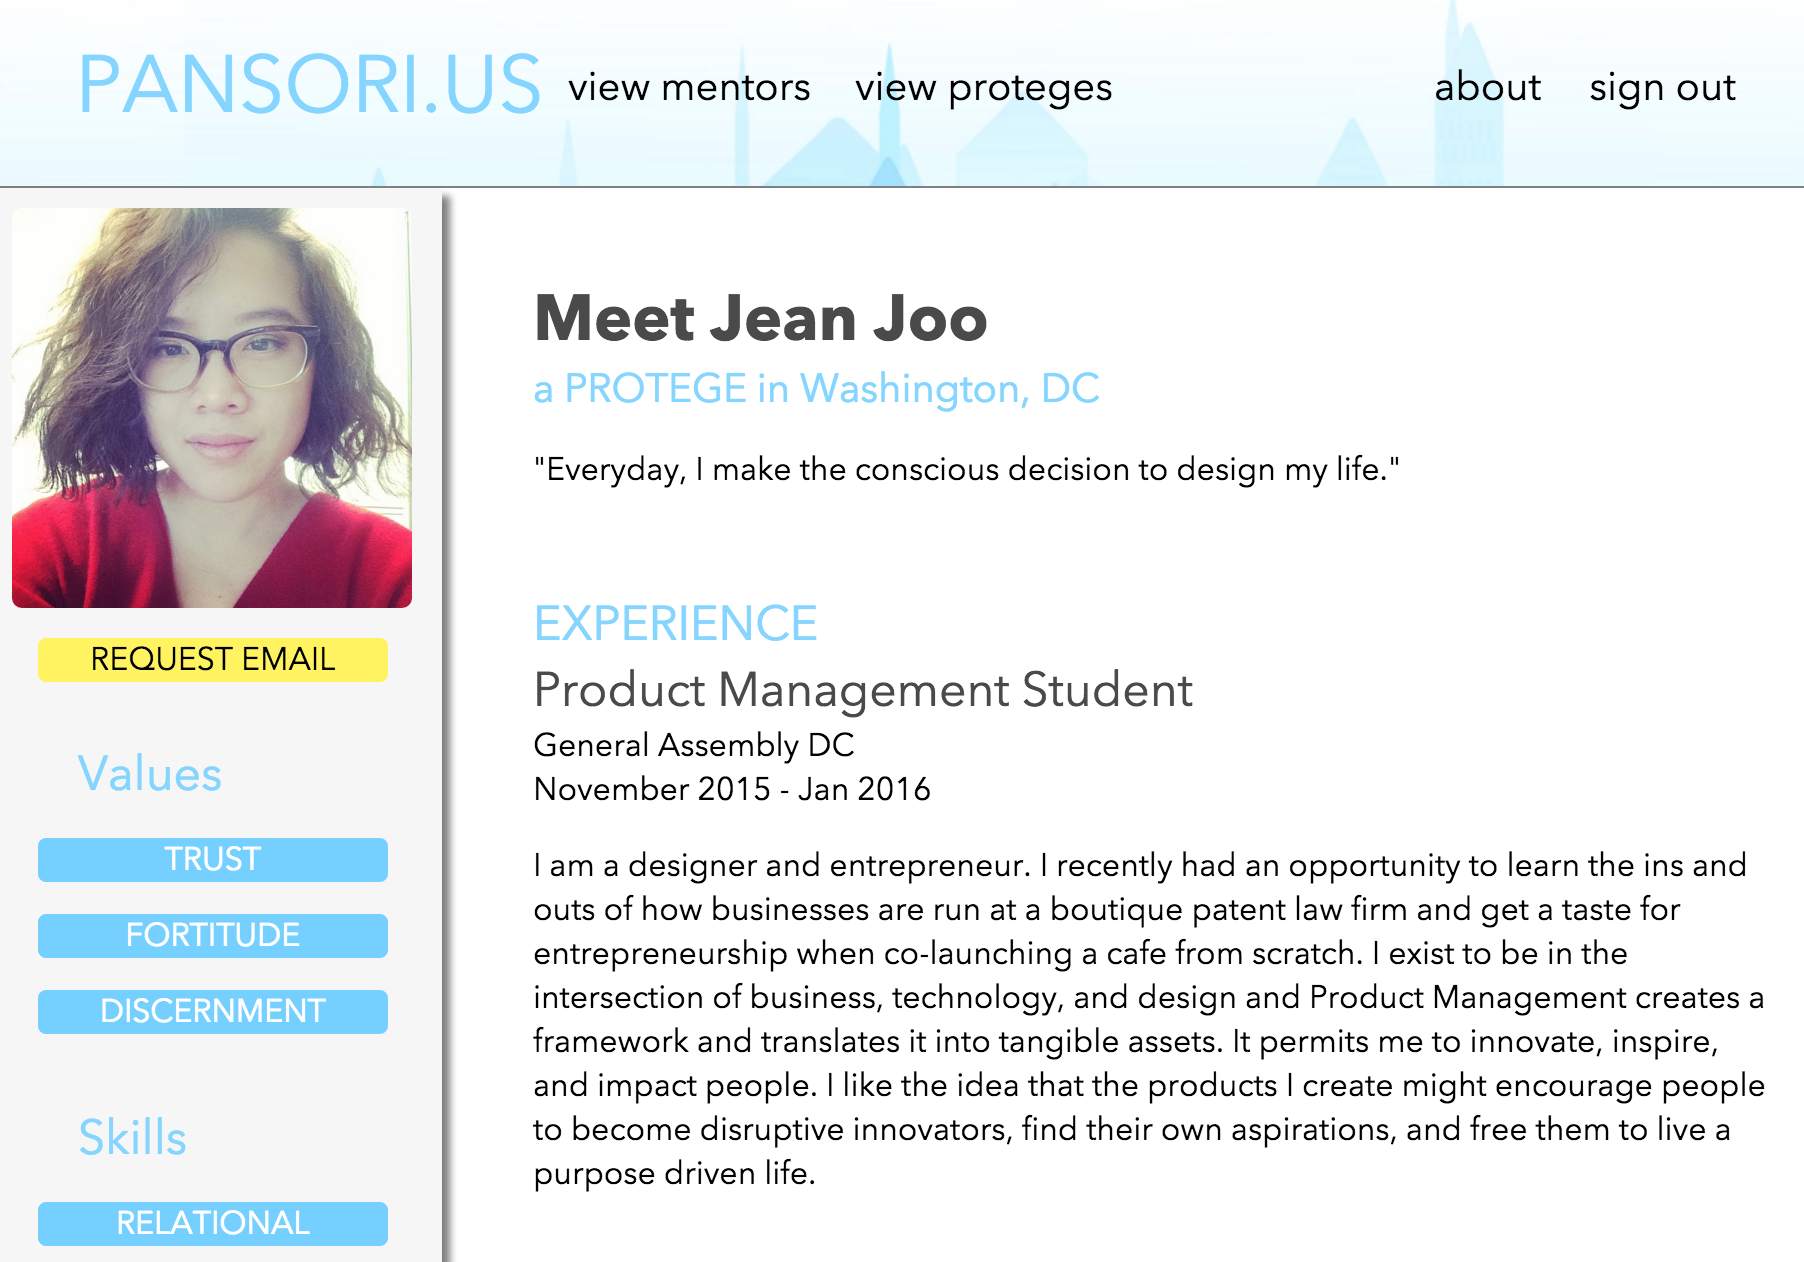 PANSORI.US view mentors view proteges about sign out
REQUEST EMAIL
Values
TRUST
FORTITUDE
DISCERNMENT
Skills
RELATIONAL
Meet Jean Joo
a PROTEGE in Washington, DC
"Everyday, I make the conscious decision to design my life."
EXPERIENCE
Product Management Student
General Assembly DC
November 2015 - Jan 2016
I am a designer and entrepreneur. I recently had an opportunity to learn the ins and
outs of how businesses are run at a boutique patent law firm and get a taste for
entrepreneurship when co-launching a cafe from scratch. I exist to be in the
intersection of business, technology, and design and Product Management creates a
framework and translates it into tangible assets. It permits me to innovate, inspire,
and impact people. I like the idea that the products I create might encourage people
to become disruptive innovators, find their own aspirations, and free them to live a
purpose driven life.